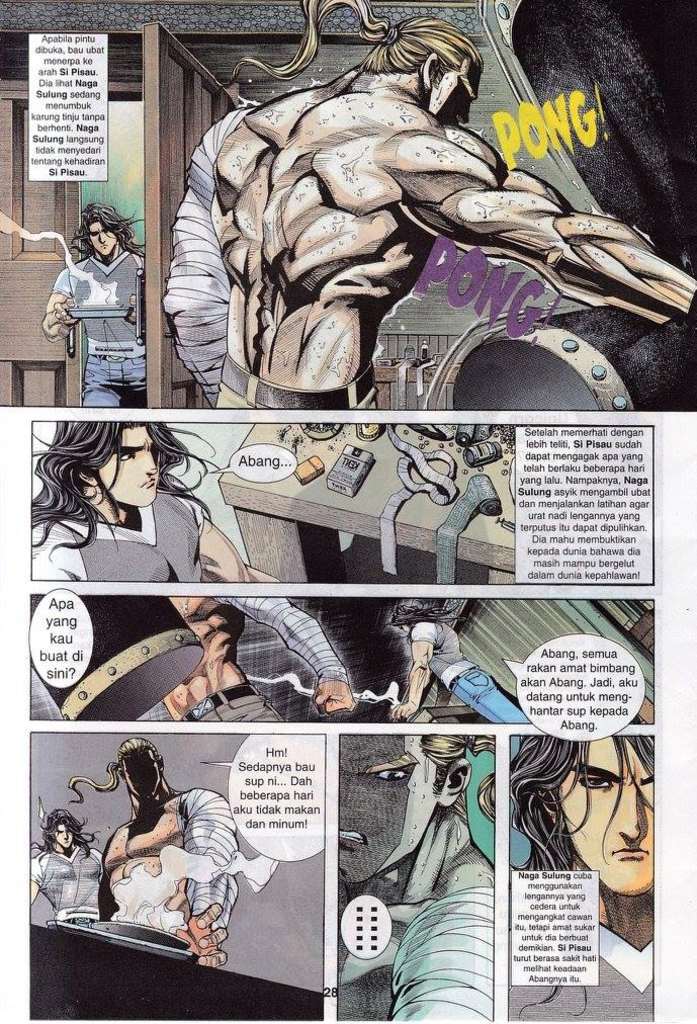 Apabila pintu
dibuka, bau ubat
menerpa ke
arah Si Pisau.
Dia lihat Naga
Sulung sedang
menumbuk
karung tinju tanpa
berhenti. Naga
Sulung langsung
tidak menyedari
tentang kehadiran
Si Pisau.
PONG!
PONG!
Abang...
Setelah memerhati dengan
lebih teliti, Si Pisau sudah
dapat mengagak apa yang
telah berlaku beberapa hari
yang lalu. Nampaknya, Naga
Sulung asyik mengambil ubat
dan menjalankan latihan agar
urat nadi lengannya yang
terputus itu dapat dipulihkan.
Dia mahu membuktikan
kepada dunia bahawa dia
masih mampu bergelut
dalam dunia kepahlawan!
Apa
yang
kau
buat di
sini?
Abang, semua
rakan amat bimbang
akan Abang. Jadi, aku
datang untuk meng-
hantar sup kepada
Abang.
Hm!
Sedapnya bau
sup ni... Dah
beberapa hari
aku tidak makan
dan minum!
Naga Sulung cuba
menggunakan
lengannya yang
cedera untuk
mengangkat cawan
itu, tetapi amat sukar
untuk dia berbuat
demikian. Si Pisau
turut berasa sakit hati
melihat keadaan
Abangnya itu.
28